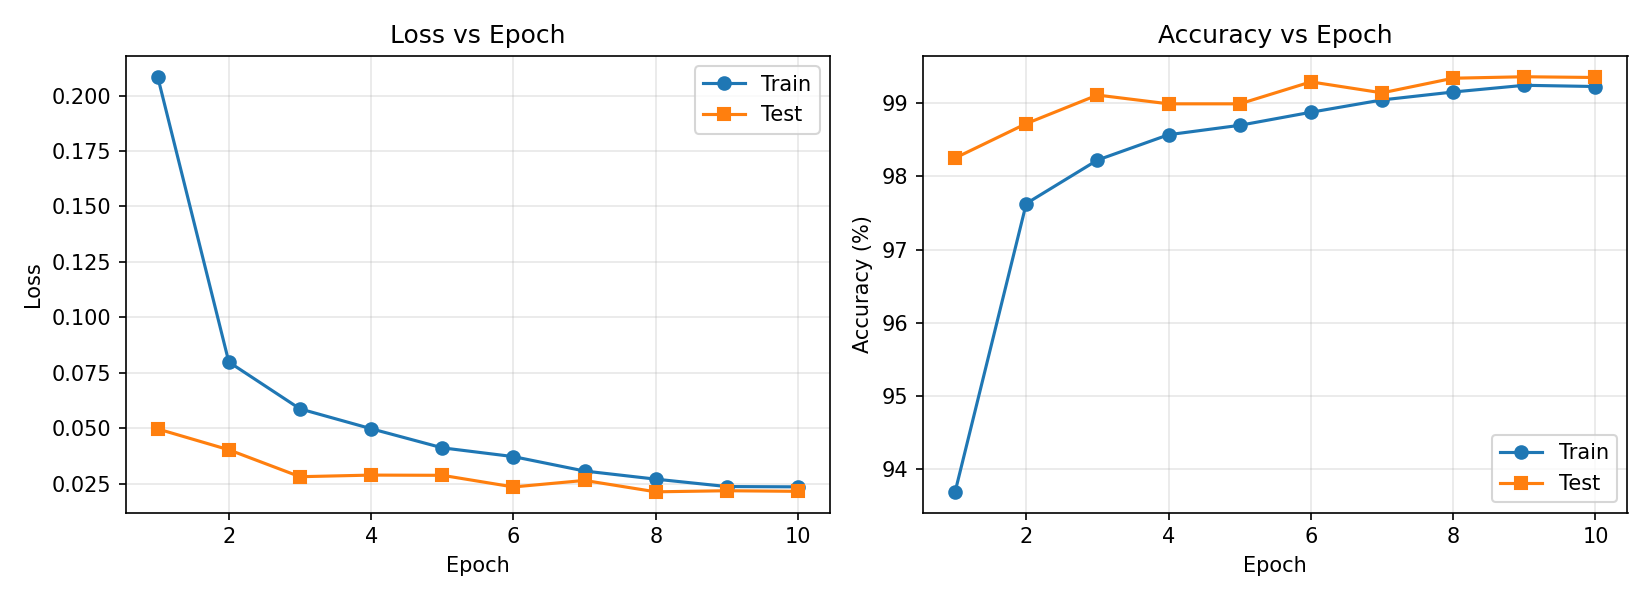 Loss vs Epoch
Loss
0.200
0.175
0.150
0.125
0.100
0.075
0.050
0.025
Train
Test
2 4 6 8 10
Epoch
Accuracy vs Epoch
Accuracy (%)
99
98
97
96
95
94
Train
Test
2 4 6 8 10
Epoch